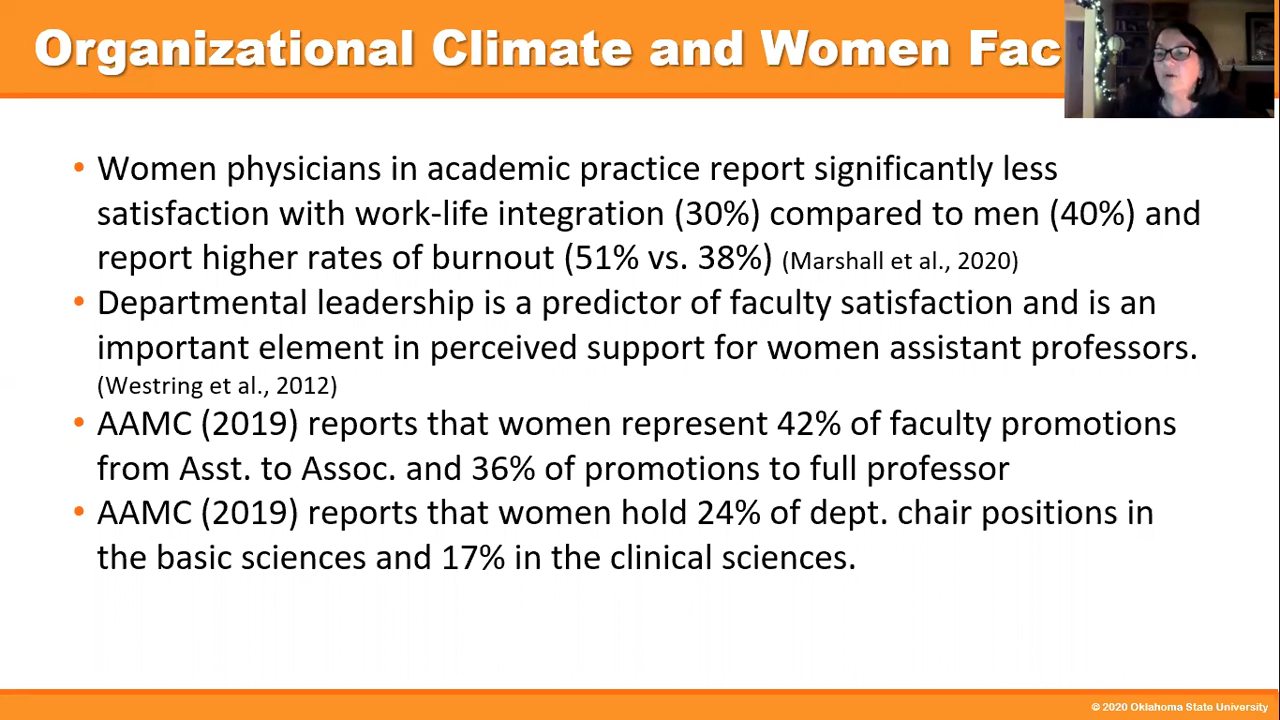 Organizational Climate and Women Fac
• Women physicians in academic practice report significantly less
satisfaction with work-life integration (30%) compared to men (40%) and
report higher rates of burnout (51% vs. 38%) (Marshall et al., 2020)
• Departmental leadership is a predictor of faculty satisfaction and is an
important element in perceived support for women assistant professors.
(Westring et al., 2012)
• AAMC (2019) reports that women represent 42% of faculty promotions
from Asst. to Assoc. and 36% of promotions to full professor
• AAMC (2019) reports that women hold 24% of dept. chair positions in
the basic sciences and 17% in the clinical sciences.
© 2020 Oklahoma State University